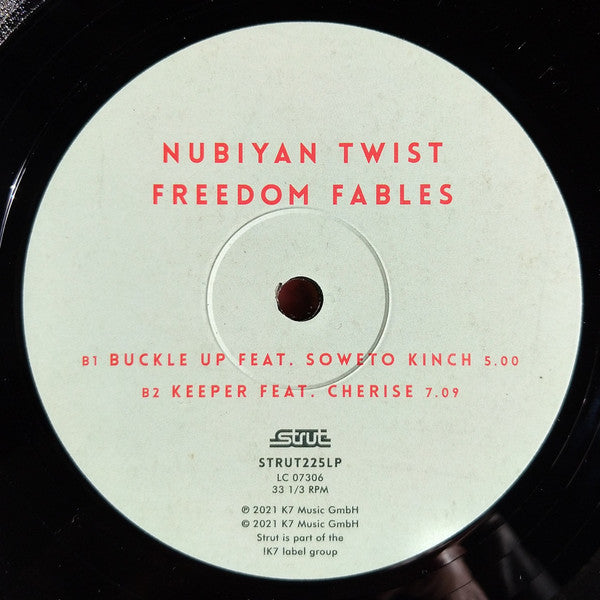 NUBIYAN TWIST
FREEDOM FABLES
B1 BUCKLE UP FEAT. SOWETO KINCH 5.00
B2 KEEPER FEAT. CHERISE 7.09
Strut
STRUT225LP
LC 07306
33 1/3 RPM
℗ 2021 K7 Music GmbH
© 2021 K7 Music GmbH
Strut is part of the
!K7 label group